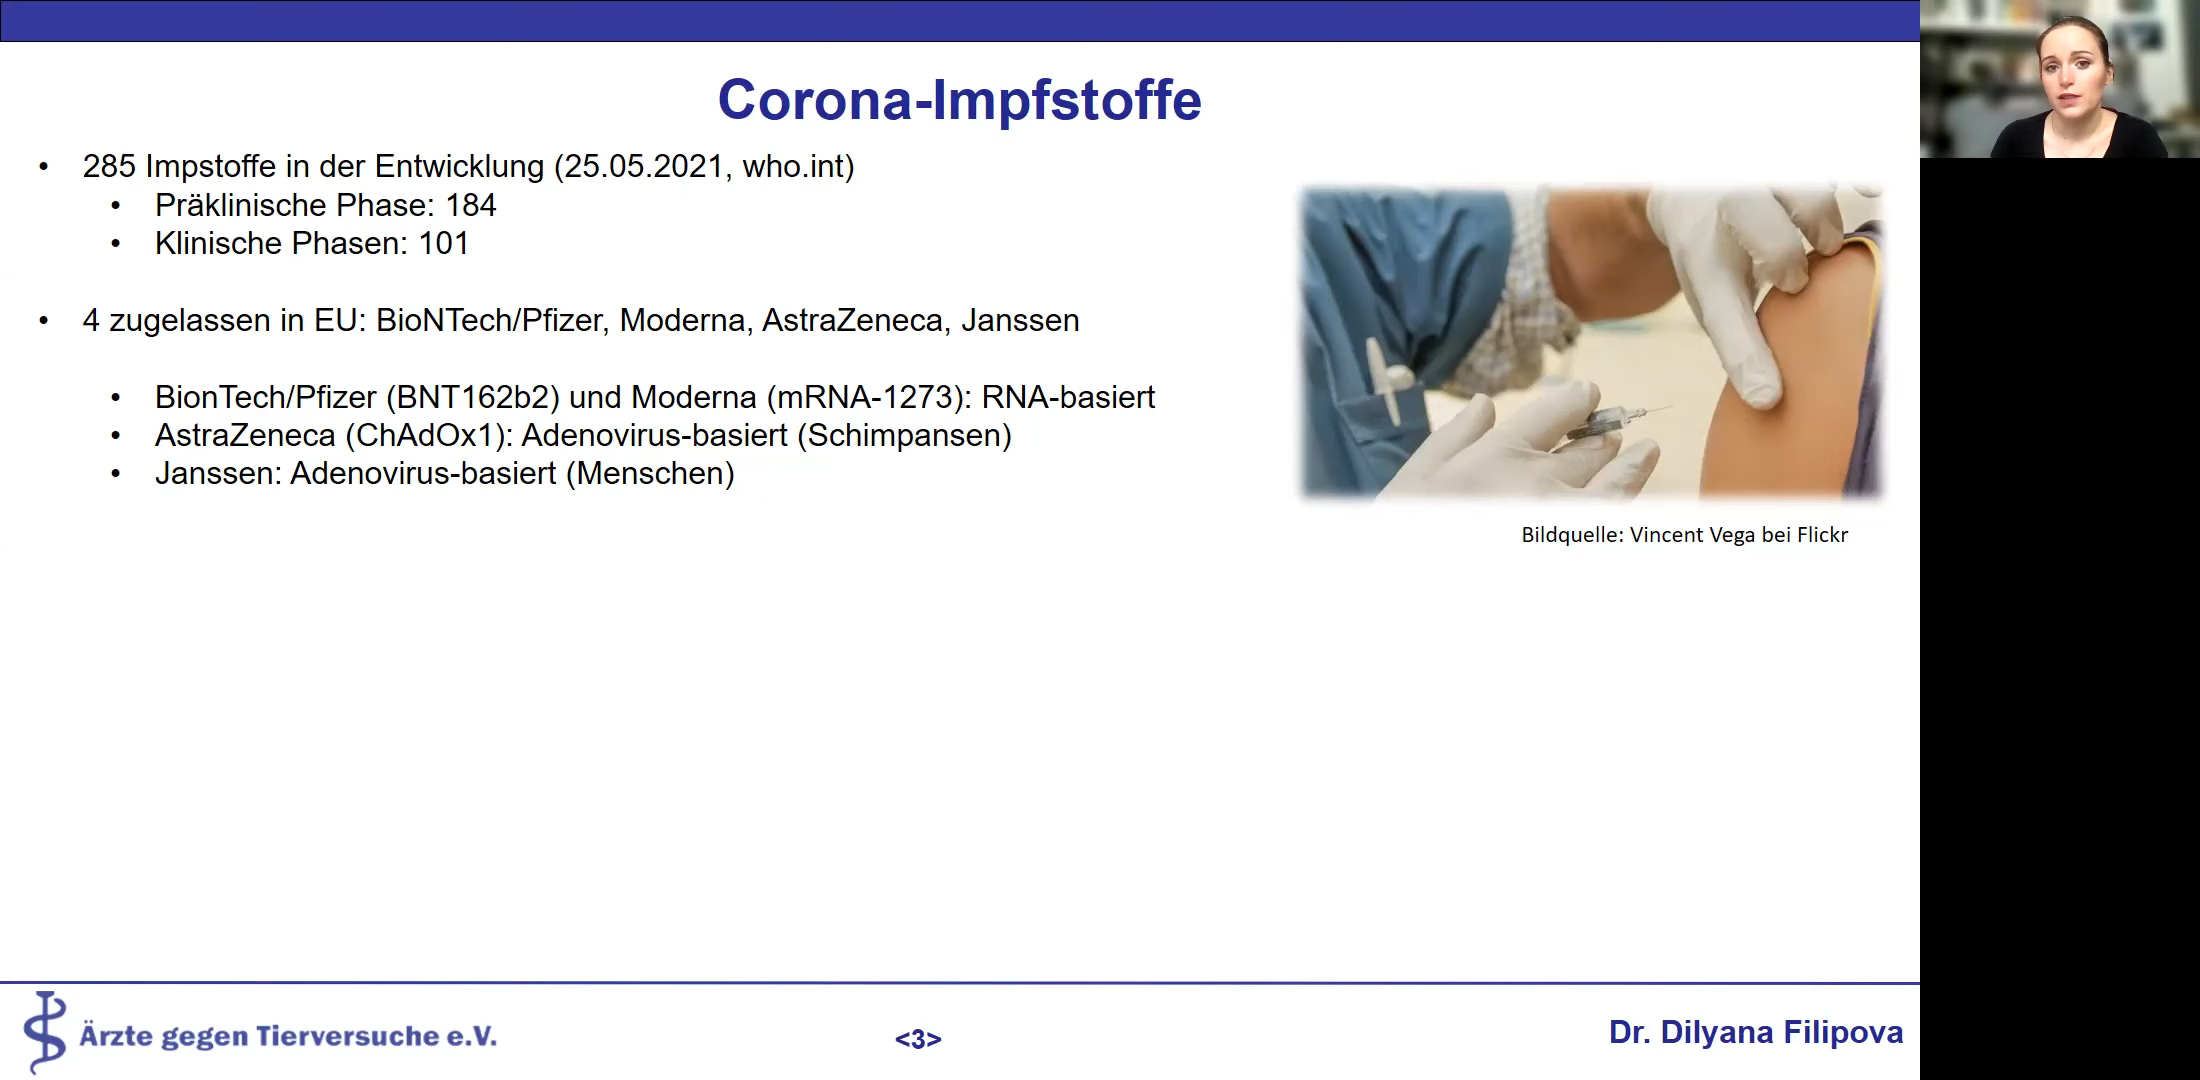 Corona-Impfstoffe
• 285 Impstoffe in der Entwicklung (25.05.2021, who.int)
• Präklinische Phase: 184
• Klinische Phasen: 101
• 4 zugelassen in EU: BioNTech/Pfizer, Moderna, AstraZeneca, Janssen
• BionTech/Pfizer (BNT162b2) und Moderna (mRNA-1273): RNA-basiert
• AstraZeneca (ChAdOx1): Adenovirus-basiert (Schimpansen)
• Janssen: Adenovirus-basiert (Menschen)
Bildquelle: Vincent Vega bei Flickr
Ärzte gegen Tierversuche e.V.
<3>
Dr. Dilyana Filipova